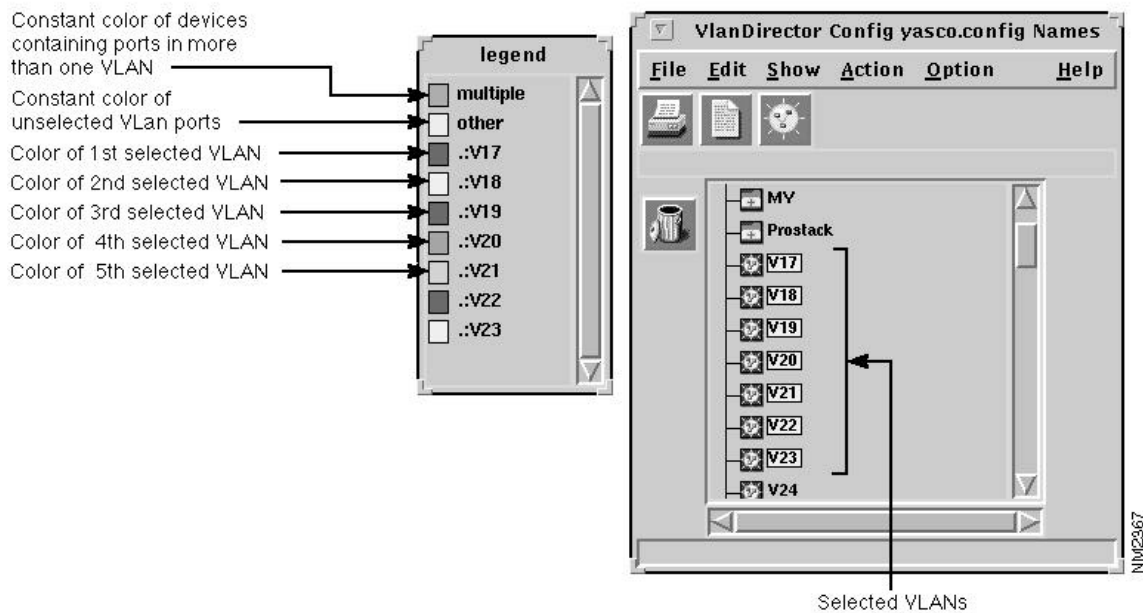 Constant color of devices
containing ports in more
than one VLAN
Constant color of
unselected VLan ports
Color of 1st selected VLAN
Color of 2nd selected VLAN
Color of 3rd selected VLAN
Color of 4th selected VLAN
Color of 5th selected VLAN
legend
multiple
other
.:V17
.:V18
.:V19
.:V20
.:V21
.:V22
.:V23
VlanDirector Config yasco.config Names
File Edit Show Action Option Help
MY
Prostack
V17
V18
V19
V20
V21
V22
V23
V24
Selected VLANs
NM2367